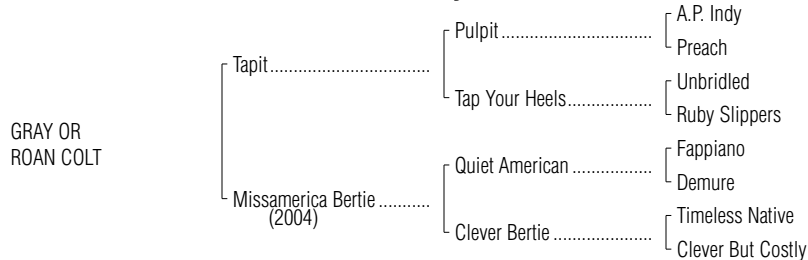 A.P. Indy
Pulpit................................
Preach
Tapit..................................
Unbridled
Tap Your Heels..................
Ruby Slippers
GRAY OR
ROAN COLT
Fappiano
Quiet American .................
Demure
Missamerica Bertie ...........
(2004)
Timeless Native
Clever Bertie .....................
Clever But Costly